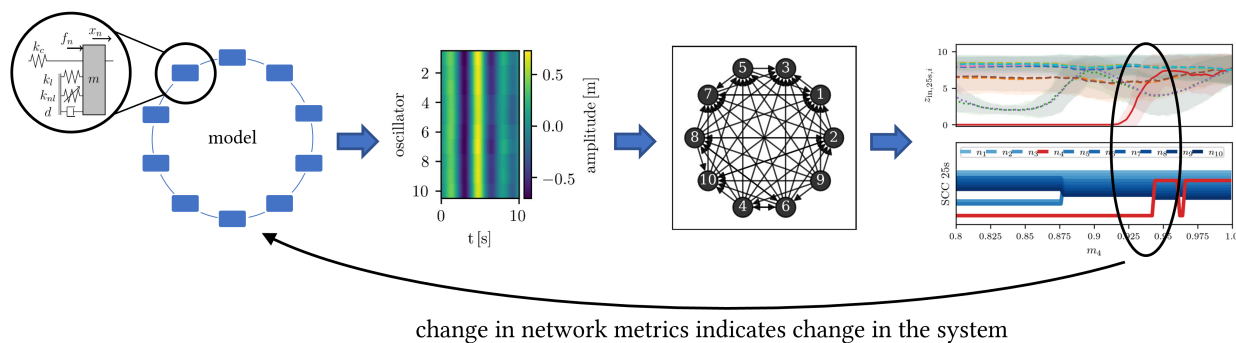 x_n
f_n
k_c
k_l
m
k_nl
d
model
oscillator
2
4
6
8
10
0
10
t [s]
0.5
0.0
−0.5
amplitude [m]
5
3
7
1
8
2
10
9
4
6
z_in,25s,i
10
5
0
n_1 n_2 n_3 n_4 n_5 n_6 n_7 n_8 n_9 n_10
SCC 25s
0.8 0.825 0.85 0.875 0.9 0.925 0.95 0.975 1.0
m_4
change in network metrics indicates change in the system